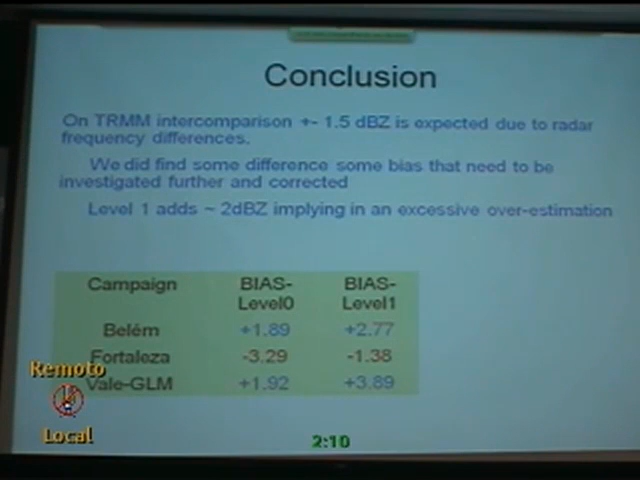 Conclusion
On TRMM intercomparison +- 1.5 dBZ is expected due to radar
frequency differences.
We did find some difference some bias that need to be
investigated further and corrected
Level 1 adds ~ 2dBZ implying in an excessive over-estimation
Campaign BIAS-Level0 BIAS-Level1
Belém +1.89 +2.77
Fortaleza -3.29 -1.38
Vale-GLM +1.92 +3.89
Remoto
Local
2:10